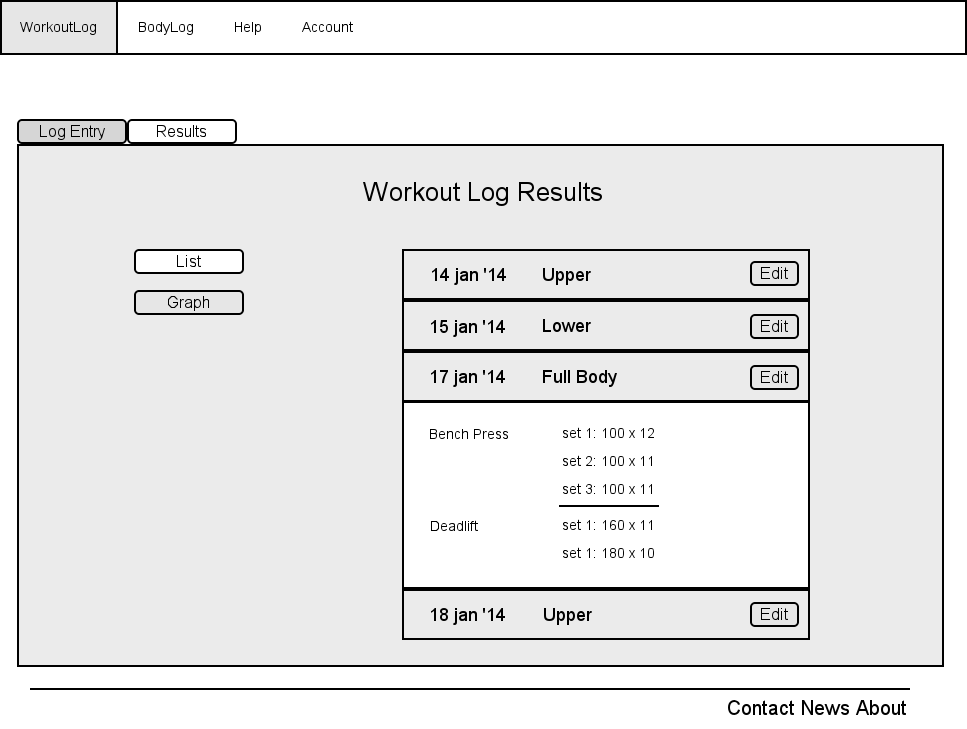 WorkoutLog BodyLog Help Account
Log Entry Results
Workout Log Results
List
Graph
14 jan '14 Upper Edit
15 jan '14 Lower Edit
17 jan '14 Full Body Edit
Bench Press set 1: 100 x 12
set 2: 100 x 11
set 3: 100 x 11
Deadlift set 1: 160 x 11
set 1: 180 x 10
18 jan '14 Upper Edit
Contact News About